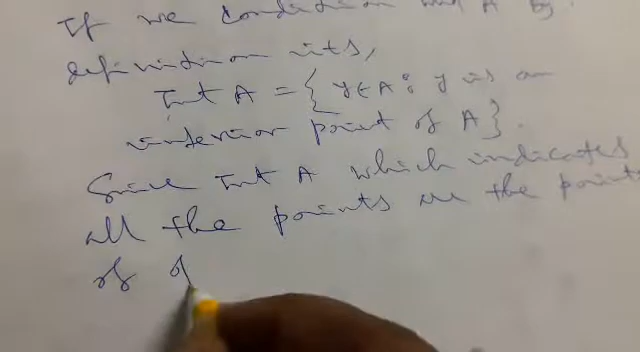 If we condition Int A by
definition its,
Int A = { y ∈ A : y is an
interior point of A}.
Since Int A which indicates
all the points are the points
of